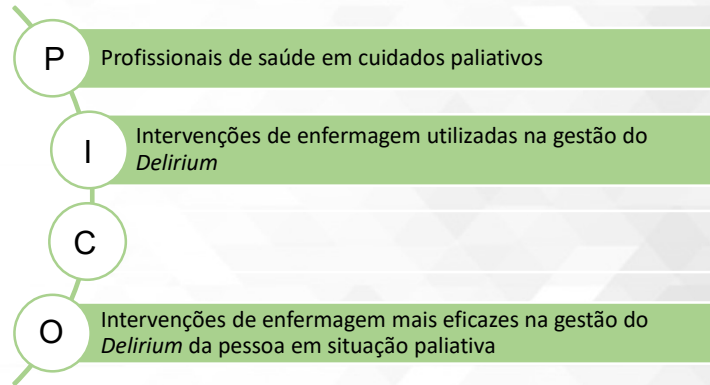 P
Profissionais de saúde em cuidados paliativos
I
Intervenções de enfermagem utilizadas na gestão do
Delirium
C
O
Intervenções de enfermagem mais eficazes na gestão do
Delirium da pessoa em situação paliativa